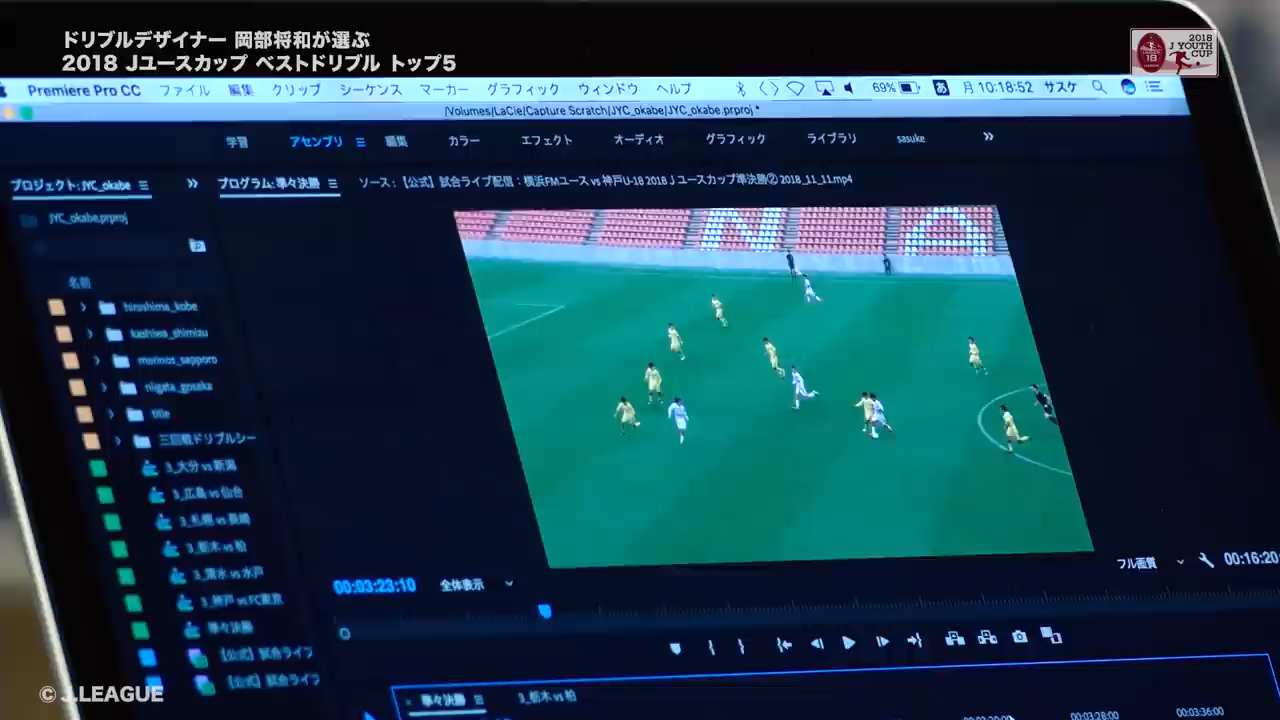 ドリブルデザイナー 岡部将和が選ぶ
2018 Jユースカップ ベストドリブル トップ5
2018
J YOUTH
CUP
Premiere Pro CC ファイル 編集 クリップ シーケンス マーカー グラフィック ウィンドウ ヘルプ 69% あ 月 10:18:52 サスケ
/Volumes/LaCie/Capture Scratch/JYC_okabe/JYC_okabe.prproj *
学習 アセンブリ 編集 カラー エフェクト オーディオ グラフィック ライブラリ sasuke
プロジェクト: JYC_okabe プログラム: 準々決勝 ソース: 【公式】試合ライブ配信:横浜FMユース vs 神戸U-18 2018 Jユースカップ準決勝② 2018_11_11.mp4
JYC_okabe.prproj
名前
hiroshima_kobe
kashiwa_shimizu
marinos_sapporo
niigata_gosaka
title
三回戦ドリブルシー
3_大分 vs 新潟
3_広島 vs 仙台
3_札幌 vs 長崎
3_栃木 vs 柏
3_清水 vs 水戸
3_神戸 vs FC東京
準々決勝
【公式】試合ライブ
【公式】試合ライブ
NA
00:03:23:10 全体表示 フル画質 00:16:20
準々決勝 3_栃木 vs 柏
00:03:28:00 00:03:36:00
© J.LEAGUE